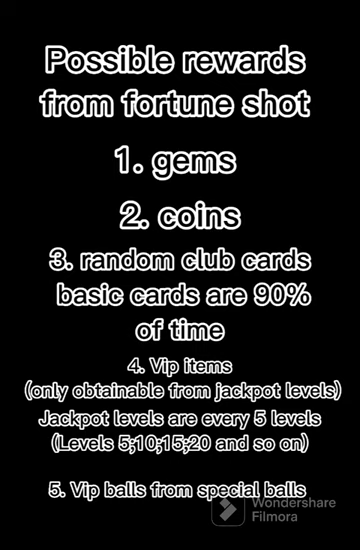 Possible rewards
from fortune shot
1. gems
2. coins
3. random club cards
basic cards are 90%
of time
4. Vip items
(only obtainable from jackpot levels)
Jackpot levels are every 5 levels
(Levels 5;10;15;20 and so on)
5. Vip balls from special balls
Wondershare
Filmora